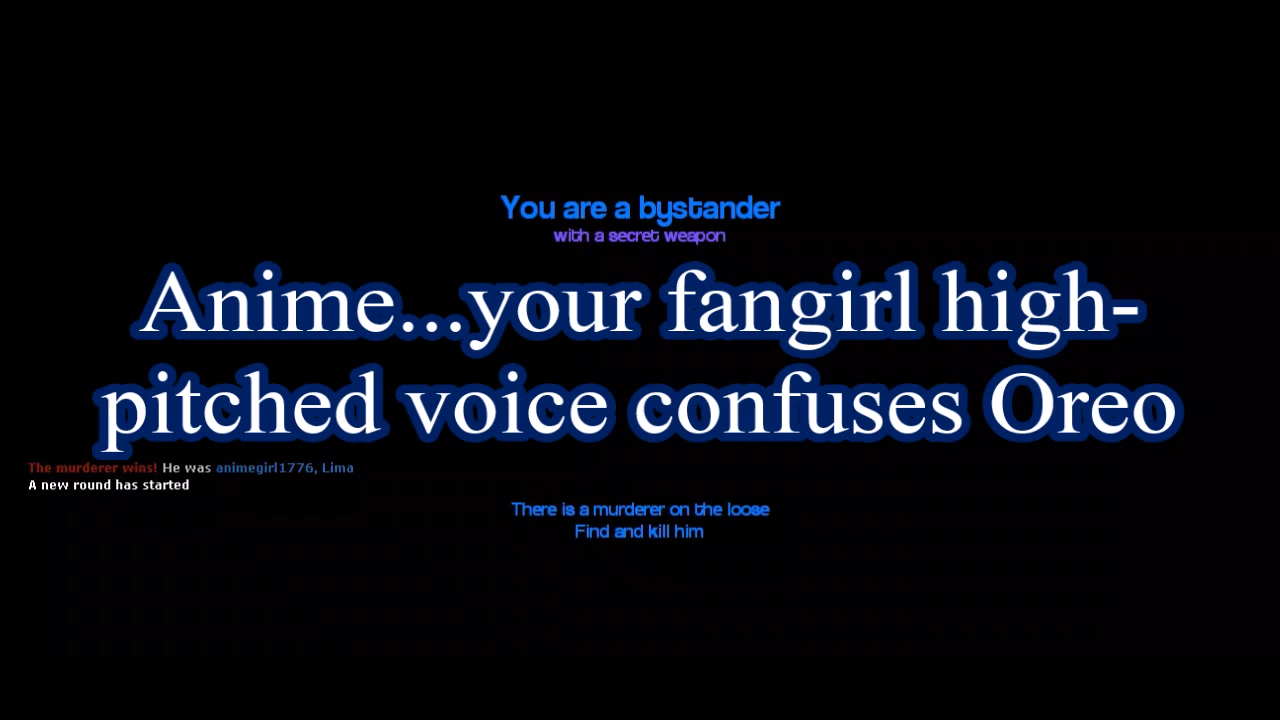 You are a bystander
with a secret weapon
Anime...your fangirl high-
pitched voice confuses Oreo
The murderer wins! He was animegirl1776, Lima
A new round has started
There is a murderer on the loose
Find and kill him